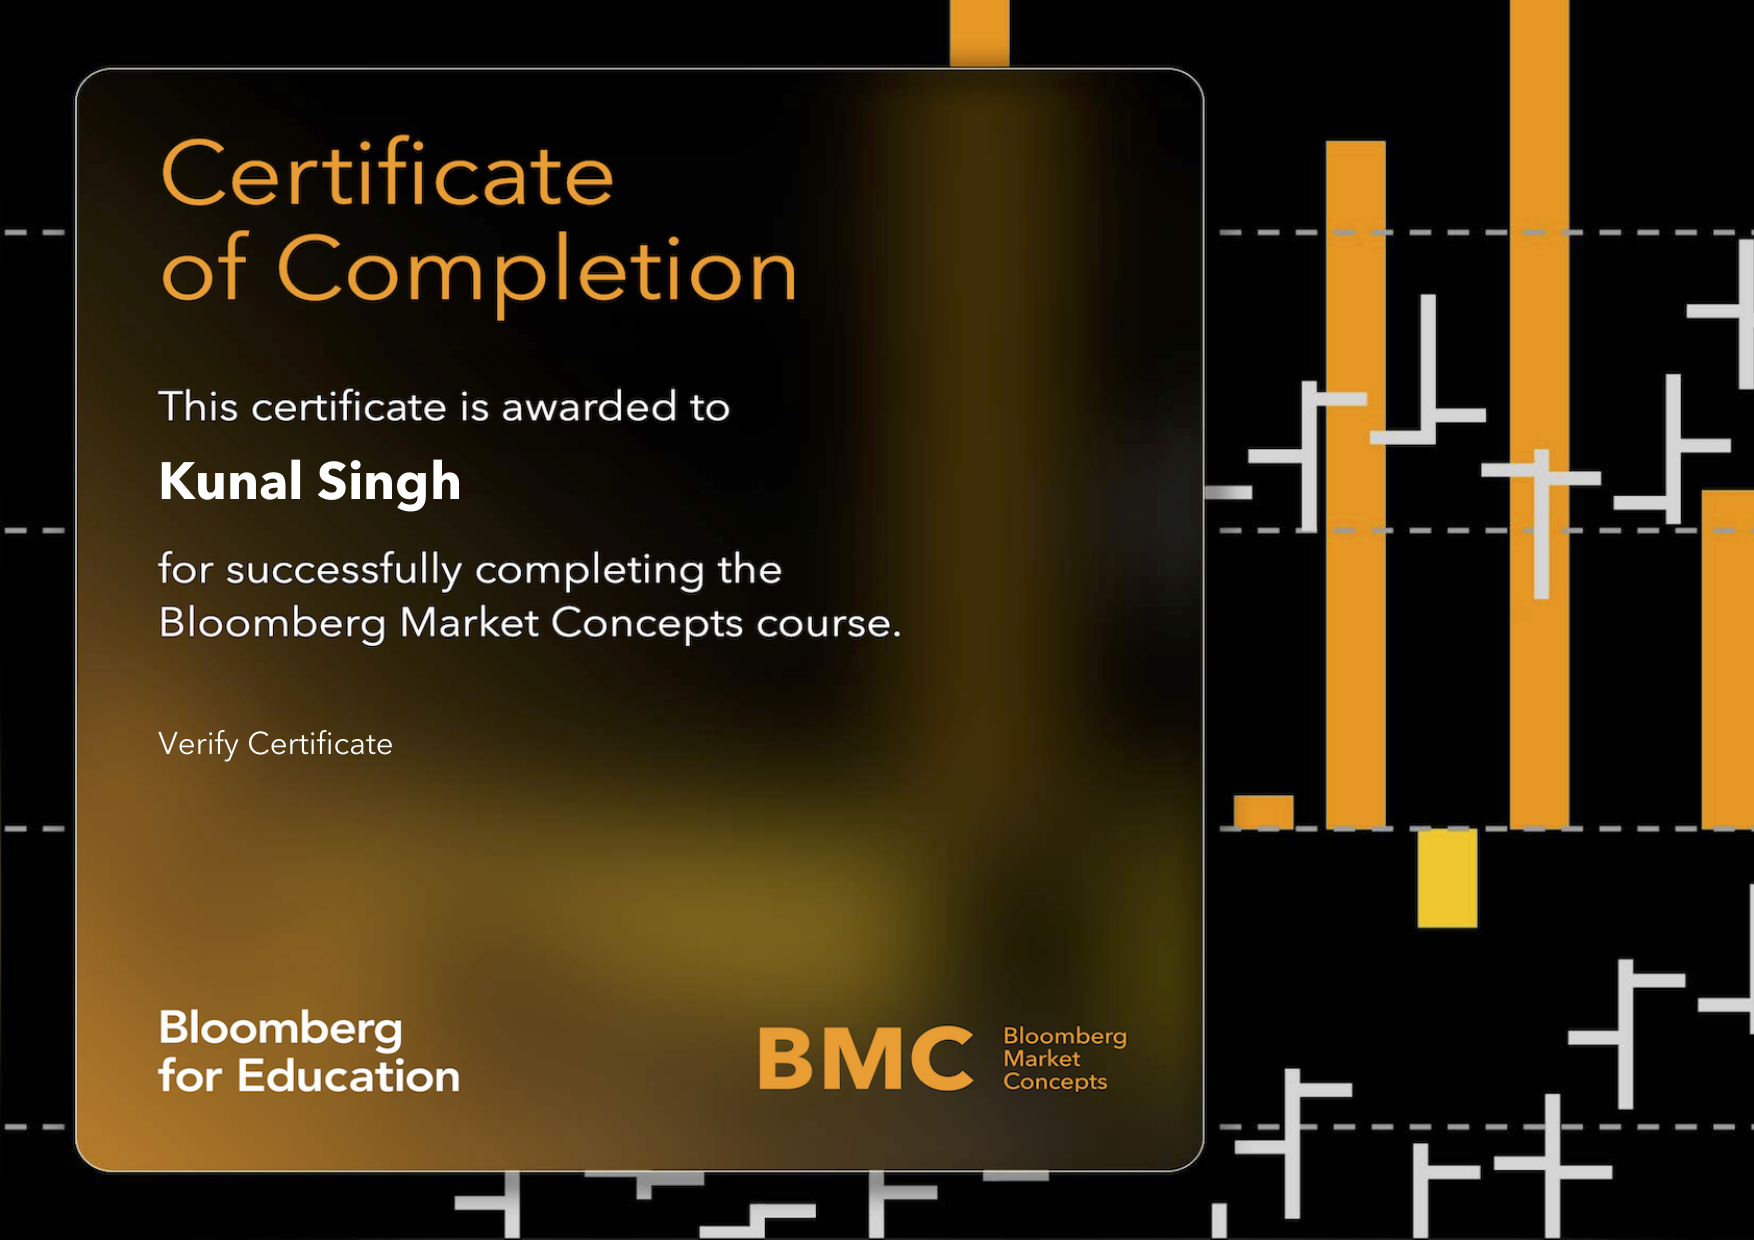 Certificate
of Completion
This certificate is awarded to
Kunal Singh
for successfully completing the
Bloomberg Market Concepts course.
Verify Certificate
Bloomberg
for Education
BMC
Bloomberg
Market
Concepts